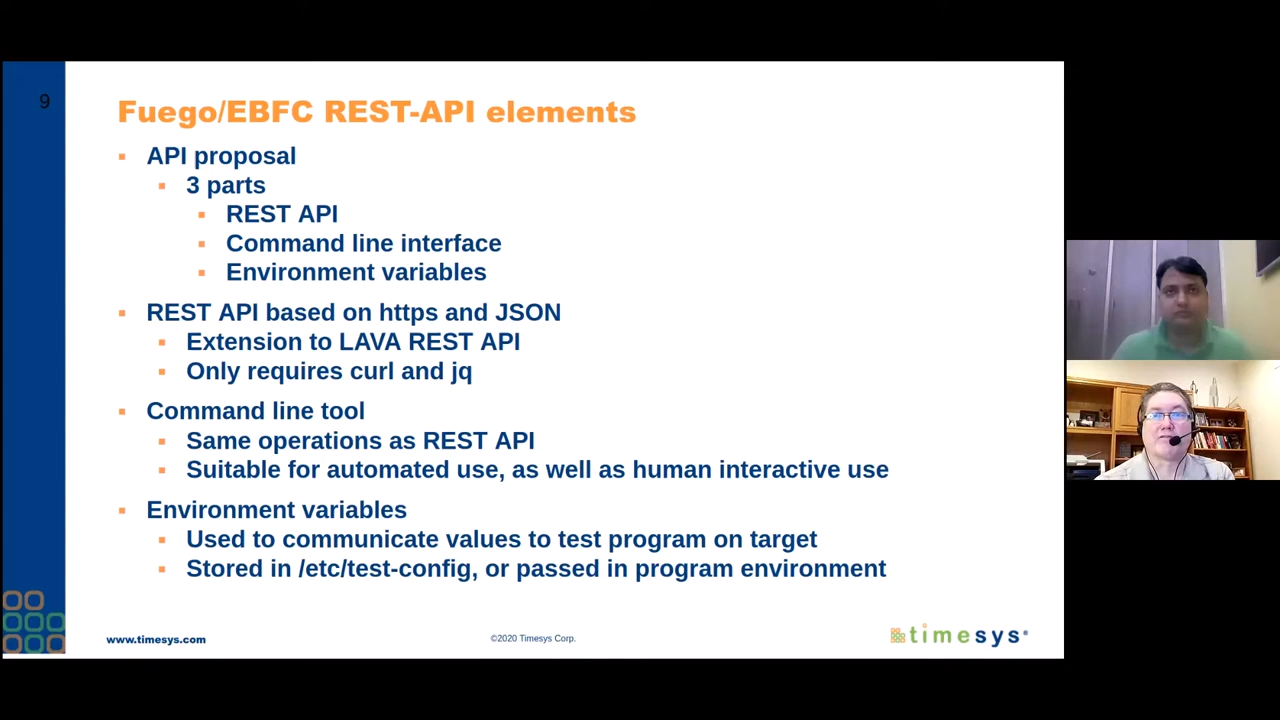 9
Fuego/EBFC REST-API elements
API proposal
3 parts
REST API
Command line interface
Environment variables
REST API based on https and JSON
Extension to LAVA REST API
Only requires curl and jq
Command line tool
Same operations as REST API
Suitable for automated use, as well as human interactive use
Environment variables
Used to communicate values to test program on target
Stored in /etc/test-config, or passed in program environment
www.timesys.com
©2020 Timesys Corp.
timesys